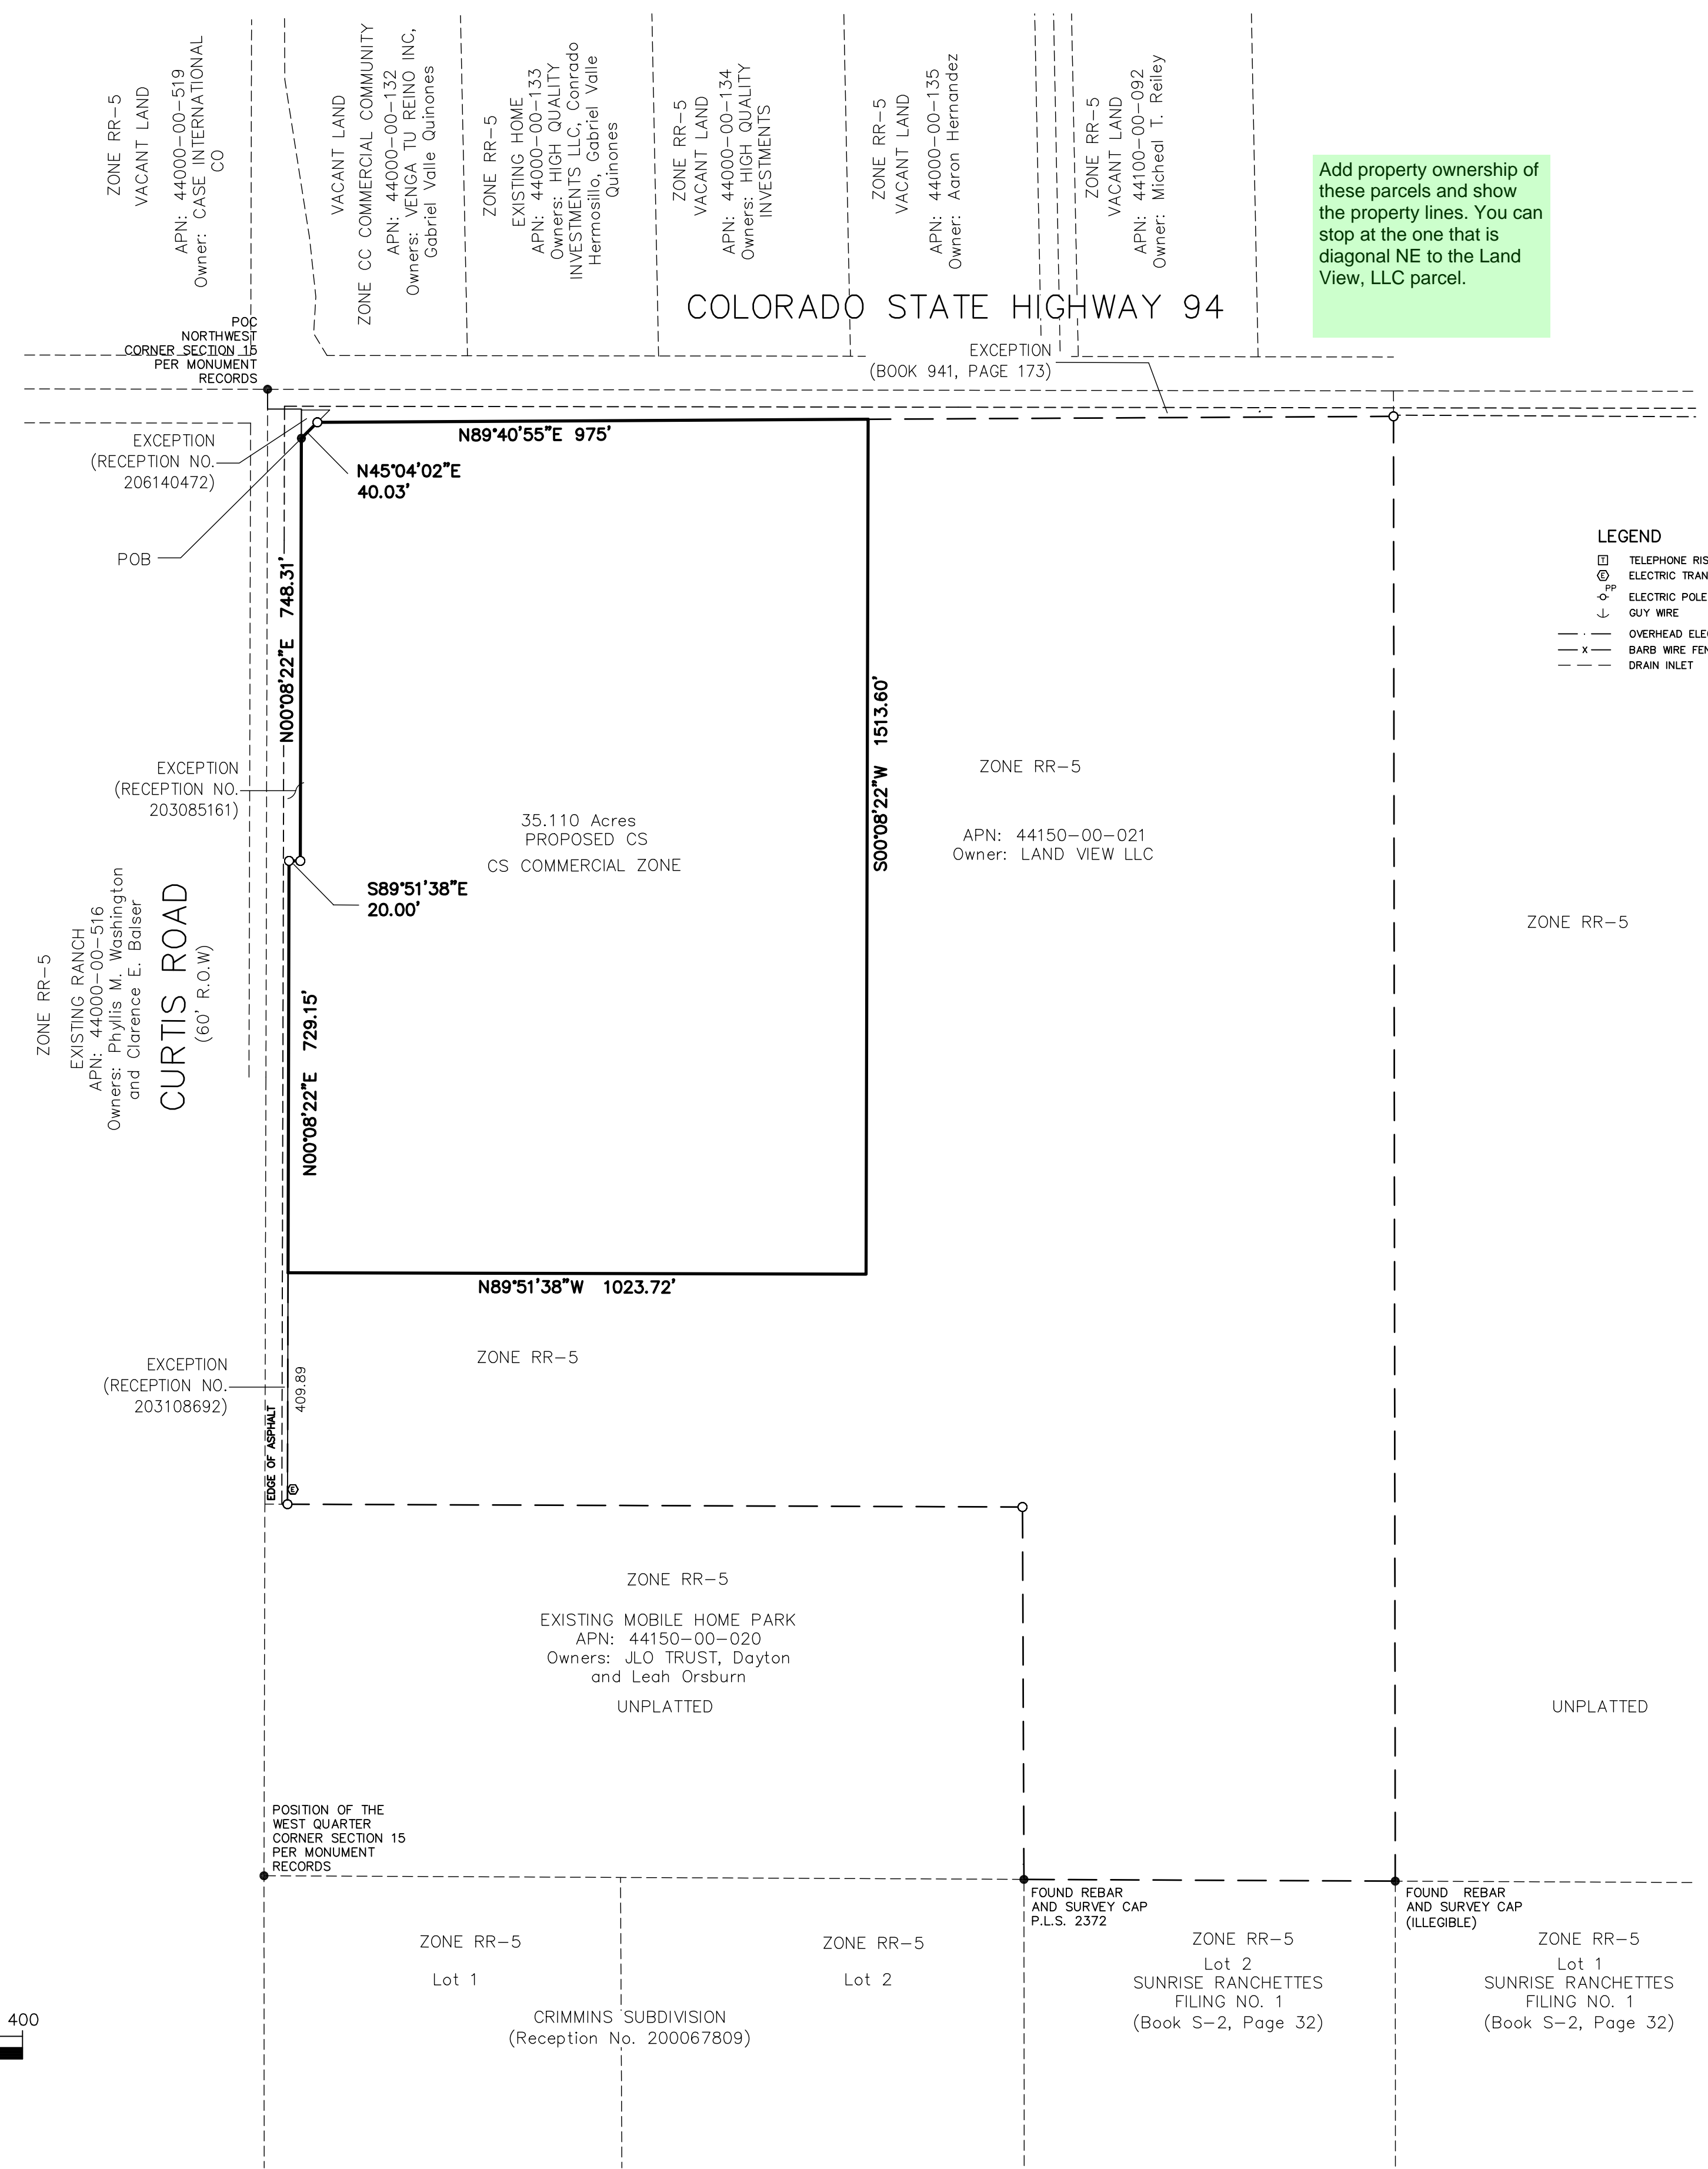 ZONE RR-5
VACANT LAND
APN: 44000-00-519
Owner: CASE INTERNATIONAL
CO
VACANT LAND
ZONE CC COMMERCIAL COMMUNITY
APN: 44000-00-132
Owners: VENGA TU REINO INC,
Gabriel Valle Quinones
ZONE RR-5
EXISTING HOME
APN: 44000-00-133
Owners: HIGH QUALITY
INVESTMENTS LLC, Conrado
Hermosillo, Gabriel Valle
Quinones
ZONE RR-5
VACANT LAND
APN: 44000-00-134
Owners: HIGH QUALITY
INVESTMENTS
ZONE RR-5
VACANT LAND
APN: 44000-00-135
Owner: Aaron Hernandez
ZONE RR-5
VACANT LAND
APN: 44100-00-092
Owner: Micheal T. Reiley
Add property ownership of
these parcels and show
the property lines. You can
stop at the one that is
diagonal NE to the Land
View, LLC parcel.
COLORADO STATE HIGHWAY 94
POC
NORTHWEST
CORNER SECTION 15
PER MONUMENT
RECORDS
EXCEPTION
(BOOK 941, PAGE 173)
EXCEPTION
(RECEPTION NO.
206140472)
N89°40'55"E 975'
N45°04'02"E
40.03'
POB
N00°08'22"E 748.31'
LEGEND
T TELEPHONE RIS
E ELECTRIC TRAN
PP
ELECTRIC POLE
GUY WIRE
OVERHEAD ELE
x BARB WIRE FEN
DRAIN INLET
EXCEPTION
(RECEPTION NO.
203085161)
S00°08'22"W 1513.60'
ZONE RR-5
35.110 Acres
PROPOSED CS
CS COMMERCIAL ZONE
APN: 44150-00-021
Owner: LAND VIEW LLC
S89°51'38"E
20.00'
ZONE RR-5
ZONE RR-5
EXISTING RANCH
APN: 44000-00-516
Owners: Phyllis M. Washington
and Clarence E. Balser
CURTIS ROAD
(60' R.O.W)
N00°08'22"E 729.15'
N89°51'38"W 1023.72'
ZONE RR-5
EXCEPTION
(RECEPTION NO.
203108692)
409.89
EDGE OF ASPHALT
E
ZONE RR-5
EXISTING MOBILE HOME PARK
APN: 44150-00-020
Owners: JLO TRUST, Dayton
and Leah Orsburn
UNPLATTED
UNPLATTED
POSITION OF THE
WEST QUARTER
CORNER SECTION 15
PER MONUMENT
RECORDS
FOUND REBAR
AND SURVEY CAP
P.L.S. 2372
FOUND REBAR
AND SURVEY CAP
(ILLEGIBLE)
ZONE RR-5
Lot 1
ZONE RR-5
Lot 2
CRIMMINS SUBDIVISION
(Reception No. 200067809)
ZONE RR-5
Lot 2
SUNRISE RANCHETTES
FILING NO. 1
(Book S-2, Page 32)
ZONE RR-5
Lot 1
SUNRISE RANCHETTES
FILING NO. 1
(Book S-2, Page 32)
400